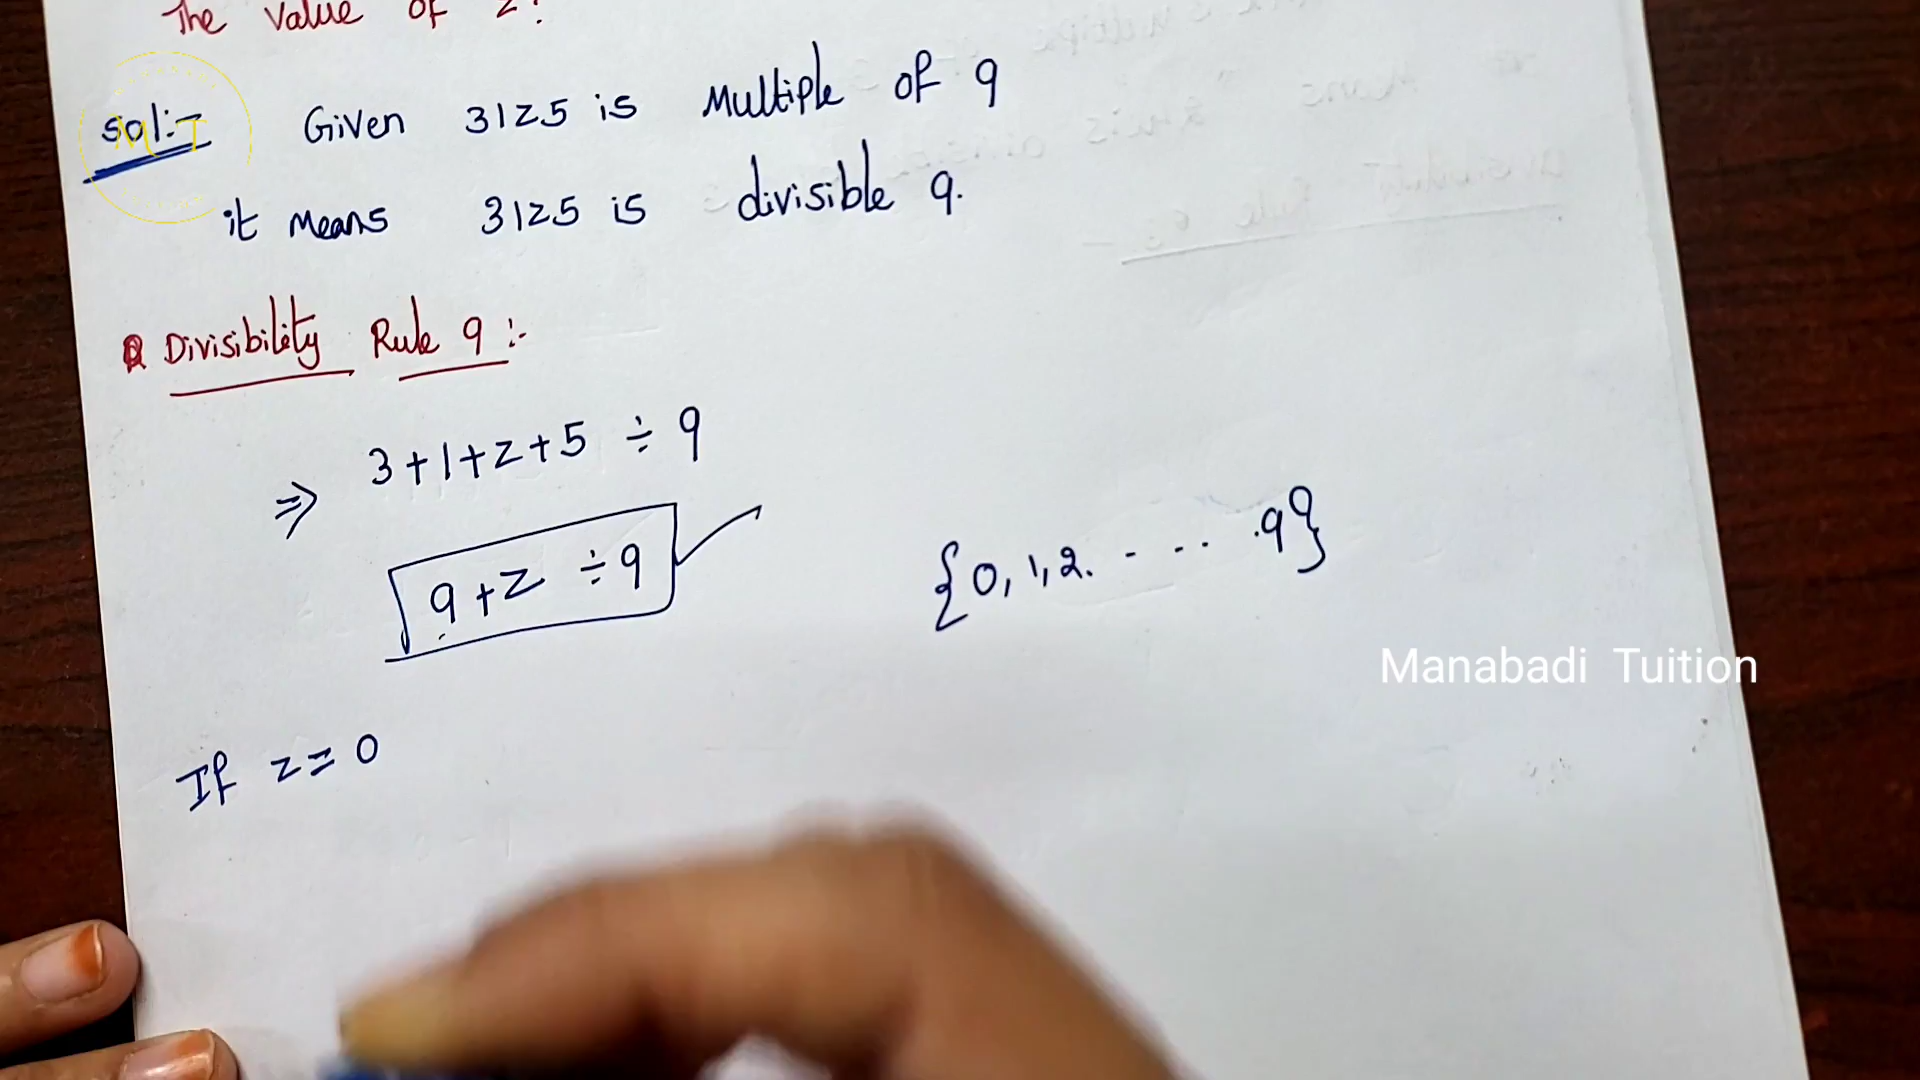 The value of z?
Sol:- Given 31z5 is Multiple of 9
it means 31z5 is divisible 9.
Divisibility Rule 9 :-
⇒ 3+1+z+5 ÷ 9
9+z ÷9
{0, 1, 2. - - .. .9}
If z = 0
MT
Manabadi Tuition